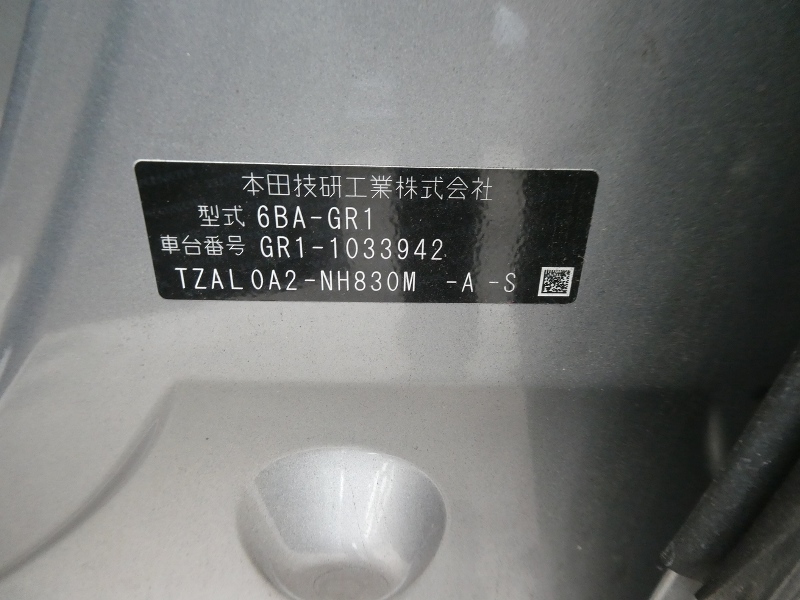 本田技研工業株式会社
型式 6BA-GR1
車台番号 GR1-1033942
TZAL0A2-NH830M -A -S